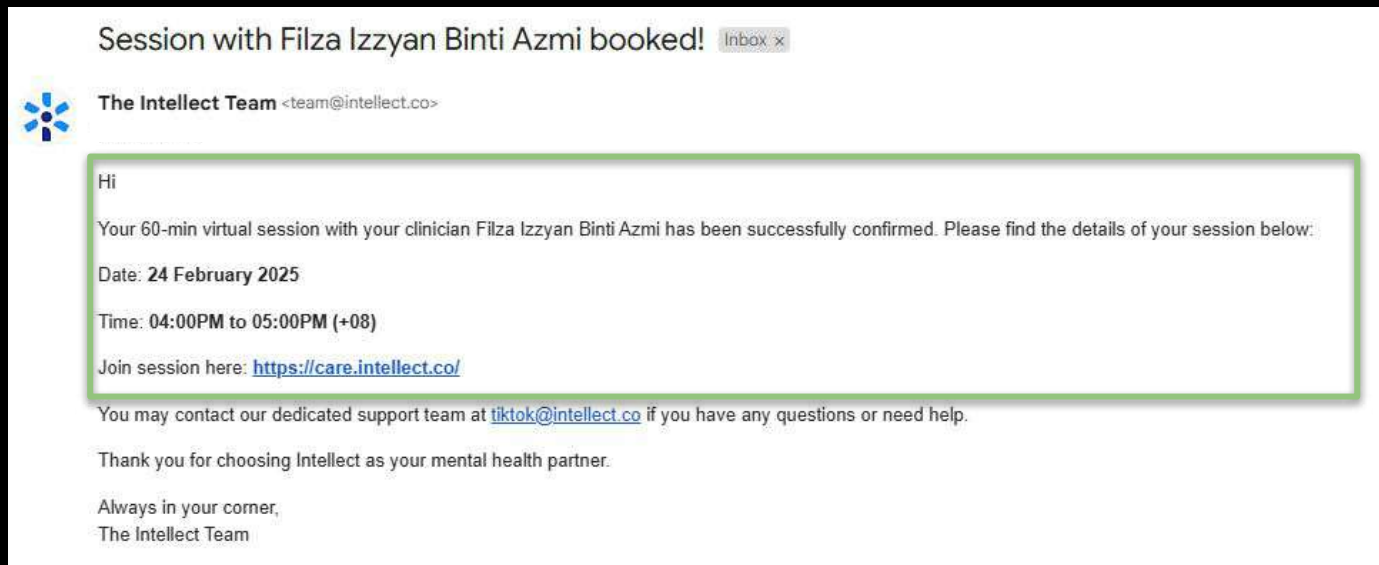 Session with Filza Izzyan Binti Azmi booked! Inbox x
The Intellect Team <team@intellect.co>
Hi
Your 60-min virtual session with your clinician Filza Izzyan Binti Azmi has been successfully confirmed. Please find the details of your session below:
Date: 24 February 2025
Time: 04:00PM to 05:00PM (+08)
Join session here: https://care.intellect.co/
You may contact our dedicated support team at tiktok@intellect.co if you have any questions or need help.
Thank you for choosing Intellect as your mental health partner.
Always in your corner,
The Intellect Team